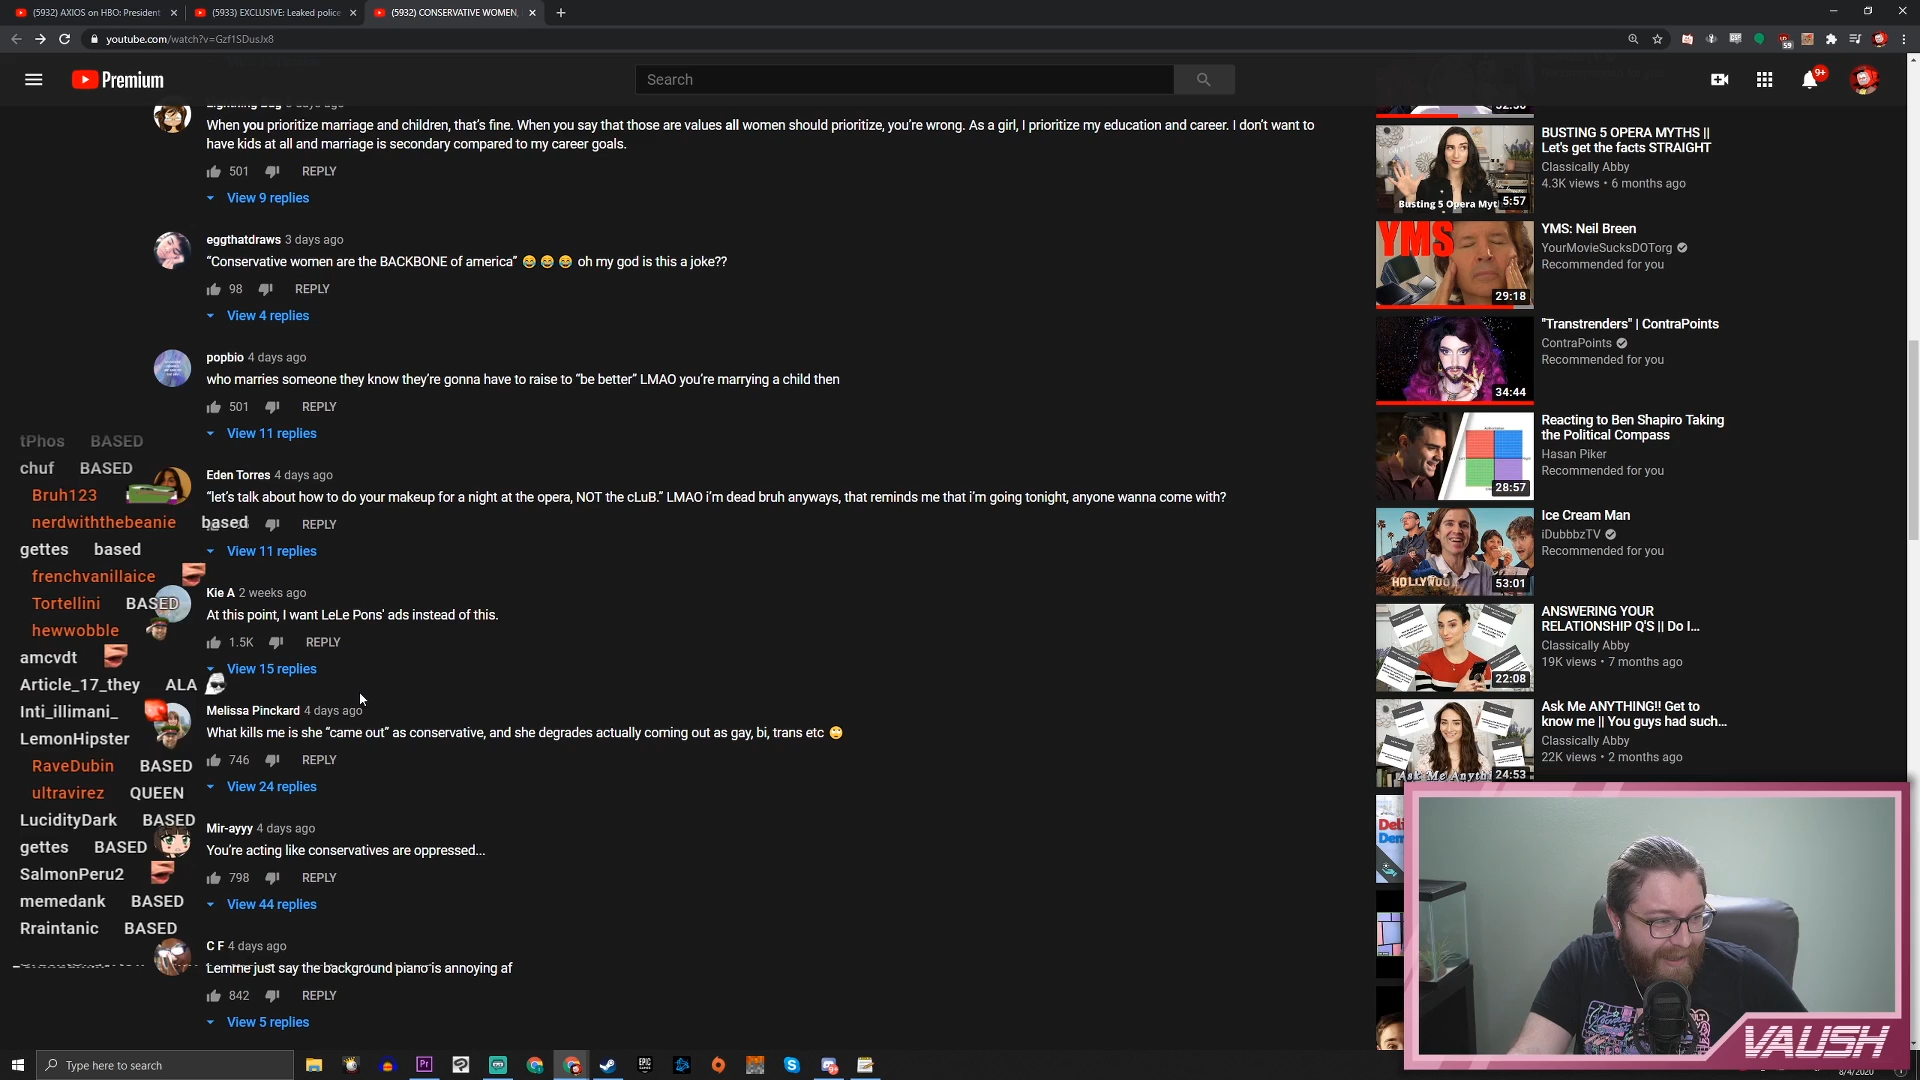 (5932) AXIOS on HBO: President
(5933) EXCLUSIVE: Leaked police
(5932) CONSERVATIVE WOMEN,
youtube.com/watch?v=Gzf1SDusJx8
59
Premium
Search
9+
When you prioritize marriage and children, that's fine. When you say that those are values all women should prioritize, you're wrong. As a girl, I prioritize my education and career. I don't want to
have kids at all and marriage is secondary compared to my career goals.
501 REPLY
View 9 replies
eggthatdraws 3 days ago
“Conservative women are the BACKBONE of america” 😂 😂 😂 oh my god is this a joke??
98 REPLY
View 4 replies
popbio 4 days ago
who marries someone they know they're gonna have to raise to “be better” LMAO you're marrying a child then
501 REPLY
View 11 replies
Eden Torres 4 days ago
“let's talk about how to do your makeup for a night at the opera, NOT the cLuB.” LMAO i'm dead bruh anyways, that reminds me that i'm going tonight, anyone wanna come with?
REPLY
View 11 replies
Kie A 2 weeks ago
At this point, I want LeLe Pons' ads instead of this.
1.5K REPLY
View 15 replies
Melissa Pinckard 4 days ago
What kills me is she “came out” as conservative, and she degrades actually coming out as gay, bi, trans etc 🙄
746 REPLY
View 24 replies
Mir-ayyy 4 days ago
You're acting like conservatives are oppressed...
798 REPLY
View 44 replies
C F 4 days ago
Lemme just say the background piano is annoying af
842 REPLY
View 5 replies
tPhos BASED
chuf BASED
Bruh123
nerdwiththebeanie based
gettes based
frenchvanillaice
Tortellini BASED
hewwobble
amcvdt
Article_17_they ALA
Inti_illimani_
LemonHipster
RaveDubin BASED
ultravirez QUEEN
LucidityDark BASED
gettes BASED
SalmonPeru2
memedank BASED
Rraintanic BASED
BUSTING 5 OPERA MYTHS ||
Let's get the facts STRAIGHT
Classically Abby
4.3K views • 6 months ago
Busting 5 Opera Myt
5:57
YMS
YMS: Neil Breen
YourMovieSucksDOTorg
Recommended for you
29:18
"Transtrenders" | ContraPoints
ContraPoints
Recommended for you
34:44
Reacting to Ben Shapiro Taking
the Political Compass
Hasan Piker
Recommended for you
28:57
Ice Cream Man
iDubbbzTV
Recommended for you
HOLLYWOO
53:01
ANSWERING YOUR
RELATIONSHIP Q'S || Do I...
Classically Abby
19K views • 7 months ago
22:08
Ask Me ANYTHING!! Get to
know me || You guys had such...
Classically Abby
22K views • 2 months ago
Ask Me Anythi
24:53
Deli
Dem
VAUSH
Type here to search
Pr
8/4/2020